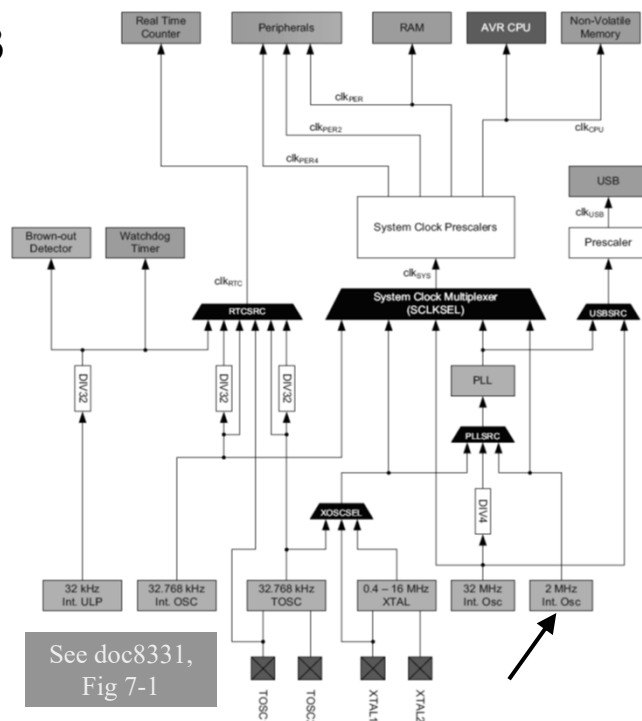 Real Time
Counter
Peripherals
RAM
AVR CPU
Non-Volatile
Memory
clkPER
clkPER2
clkPER4
clkCPU
USB
clkUSB
Prescaler
System Clock Prescalers
Brown-out
Detector
Watchdog
Timer
clkRTC
clkSYS
RTCSRC
System Clock Multiplexer
(SCLKSEL)
USBSRC
DIV32
DIV32
DIV32
PLL
PLLSRC
DIV4
XOSCSEL
32 kHz
Int. ULP
32.768 kHz
Int. OSC
32.768 kHz
TOSC
0.4 – 16 MHz
XTAL
32 MHz
Int. Osc
2 MHz
Int. Osc
See doc8331,
Fig 7-1
TOSC
TOSC
XTAL1
XTAL2